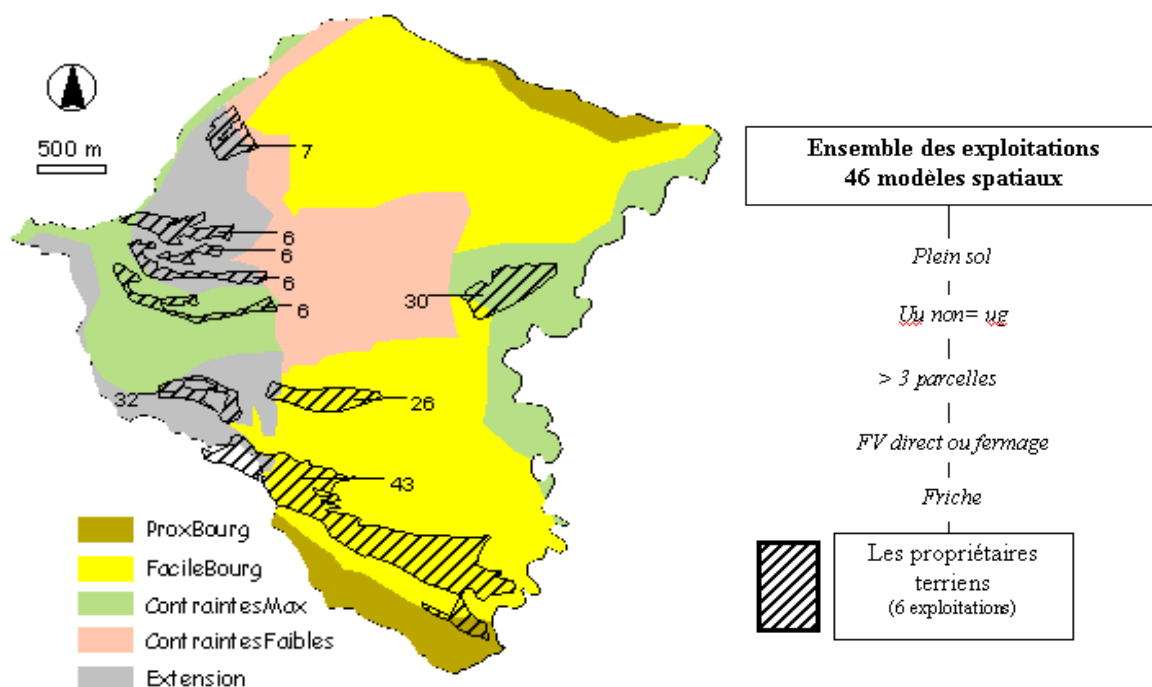 500 m
7
6
6
6
6
30
32
26
43
ProxBourg
FacileBourg
ContraintesMax
ContraintesFaibles
Extension
Ensemble des exploitations
46 modèles spatiaux
Plein sol
Uu non= ug
> 3 parcelles
FV direct ou fermage
Friche
Les propriétaires
terriens
(6 exploitations)